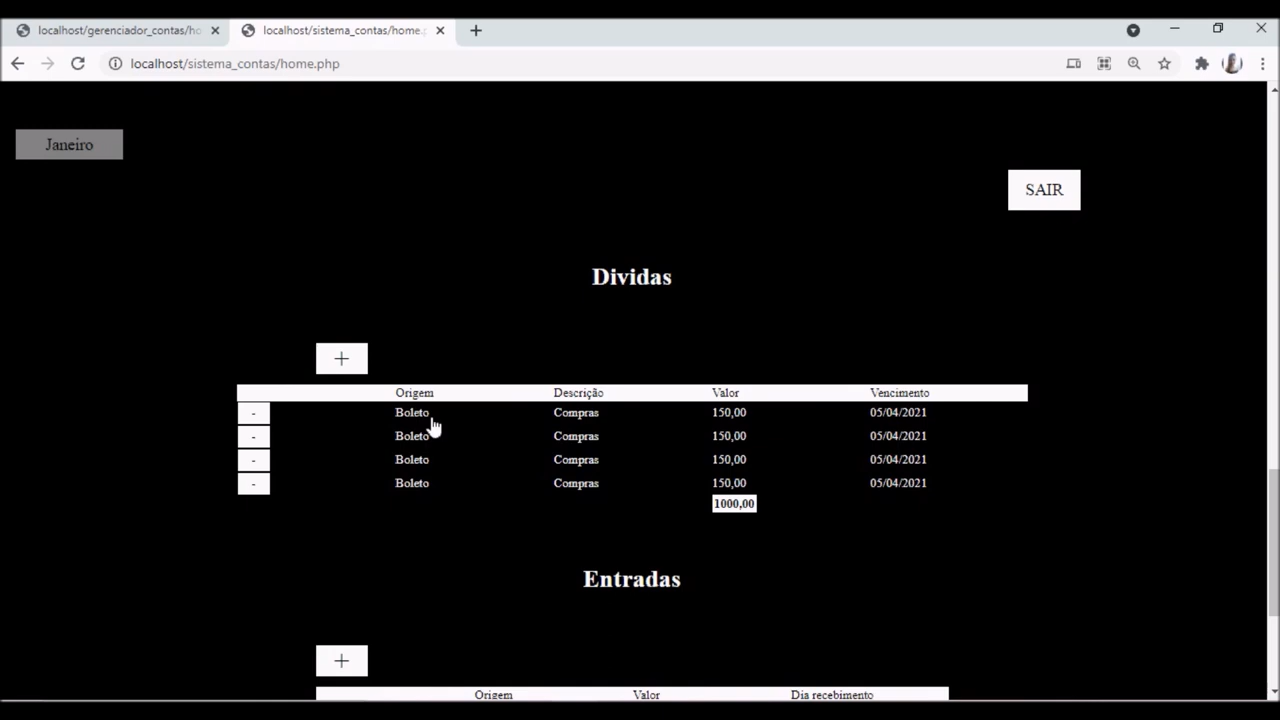 localhost/gerenciador_contas/ho localhost/sistema_contas/home.
localhost/sistema_contas/home.php
Janeiro
SAIR
Dividas
+
Origem Descrição Valor Vencimento
- Boleto Compras 150,00 05/04/2021
- Boleto Compras 150,00 05/04/2021
- Boleto Compras 150,00 05/04/2021
- Boleto Compras 150,00 05/04/2021
1000,00
Entradas
+
Origem Valor Dia recebimento